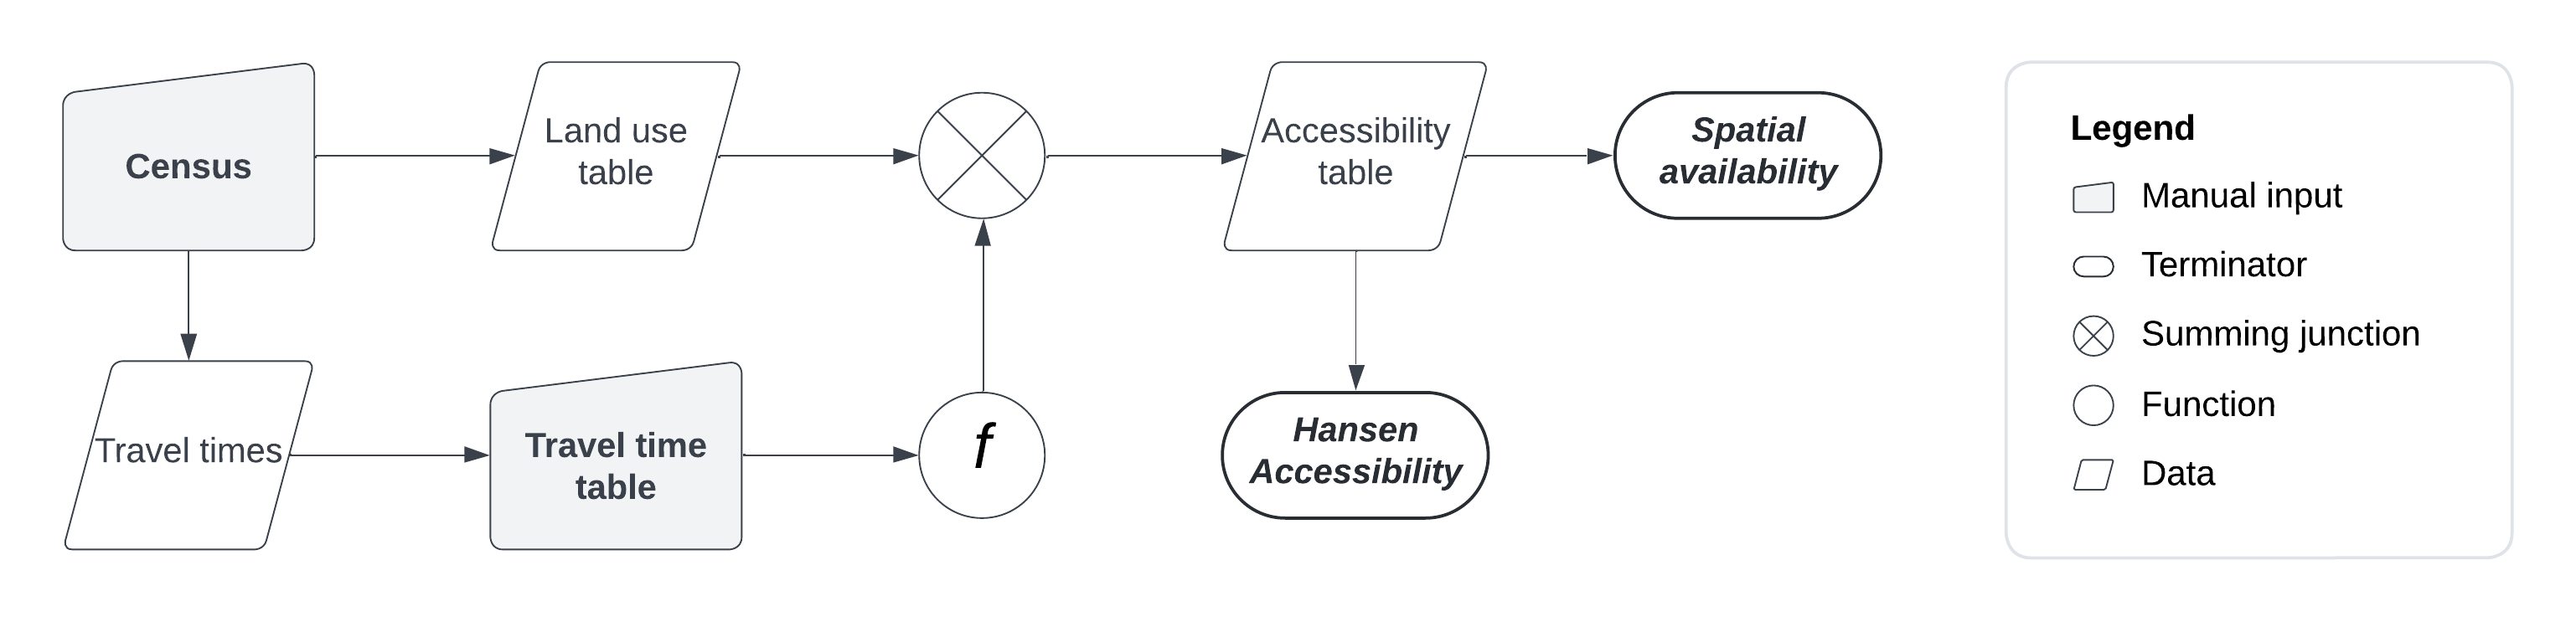 Census
Land use
table
Accessibility
table
Spatial
availability
Travel times
Travel time
table
f
Hansen
Accessibility
Legend
Manual input
Terminator
Summing junction
Function
Data